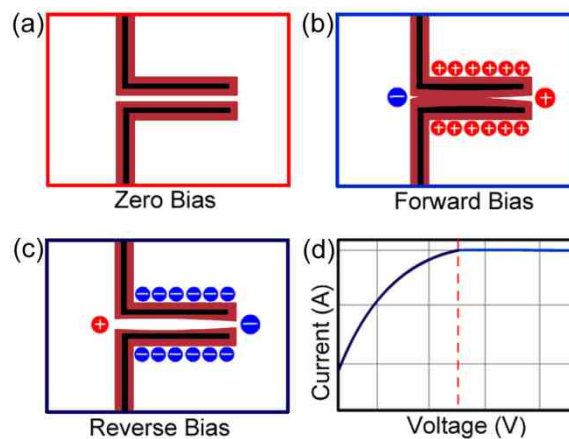 (a)
Zero Bias
(b)
Forward Bias
(c)
Reverse Bias
(d)
Current (A)
Voltage (V)